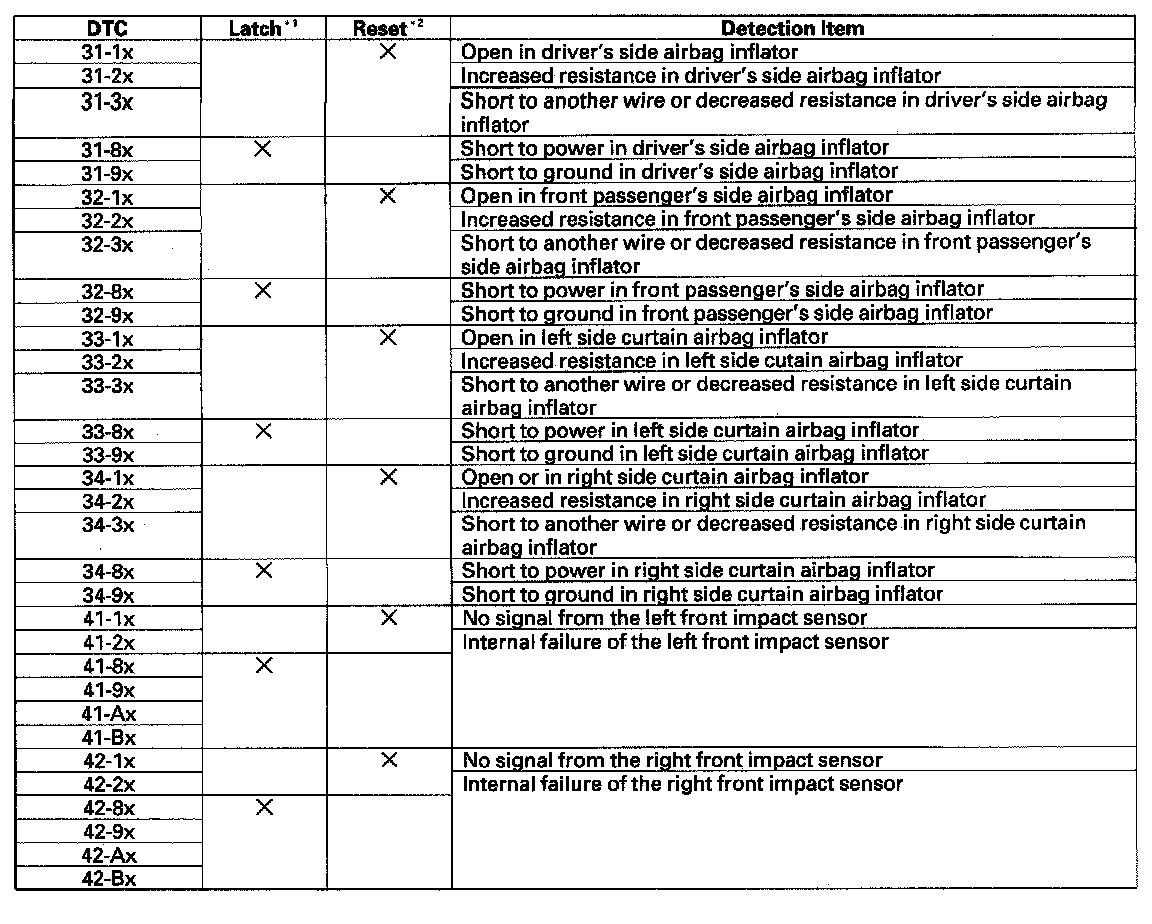 DTC Latch*1 Reset*2 Detection Item
31-1x X Open in driver's side airbag inflator
31-2x Increased resistance in driver's side airbag inflator
31-3x Short to another wire or decreased resistance in driver's side airbag
inflator
31-8x X Short to power in driver's side airbag inflator
31-9x Short to ground in driver's side airbag inflator
32-1x X Open in front passenger's side airbag inflator
32-2x Increased resistance in front passenger's side airbag inflator
32-3x Short to another wire or decreased resistance in front passenger's
side airbag inflator
32-8x X Short to power in front passenger's side airbag inflator
32-9x Short to ground in front passenger's side airbag inflator
33-1x X Open in left side curtain airbag inflator
33-2x Increased resistance in left side cutain airbag inflator
33-3x Short to another wire or decreased resistance in left side curtain
airbag inflator
33-8x X Short to power in left side curtain airbag inflator
33-9x Short to ground in left side curtain airbag inflator
34-1x X Open or in right side curtain airbag inflator
34-2x Increased resistance in right side curtain airbag inflator
34-3x Short to another wire or decreased resistance in right side curtain
airbag inflator
34-8x X Short to power in right side curtain airbag inflator
34-9x Short to ground in right side curtain airbag inflator
41-1x X No signal from the left front impact sensor
41-2x Internal failure of the left front impact sensor
41-8x X
41-9x
41-Ax
41-Bx
42-1x X No signal from the right front impact sensor
42-2x Internal failure of the right front impact sensor
42-8x X
42-9x
42-Ax
42-Bx